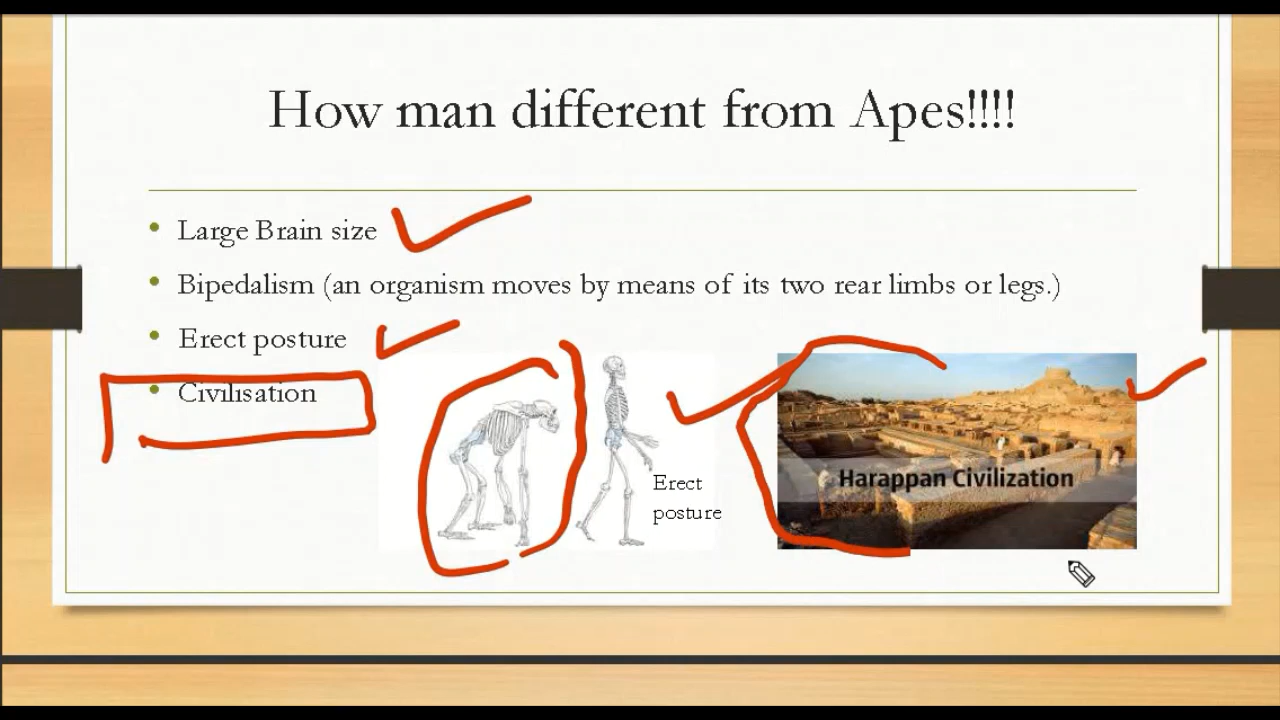 How man different from Apes!!!!
• Large Brain size
• Bipedalism (an organism moves by means of its two rear limbs or legs.)
• Erect posture
• Civilisation
Erect
posture
Harappan Civilization